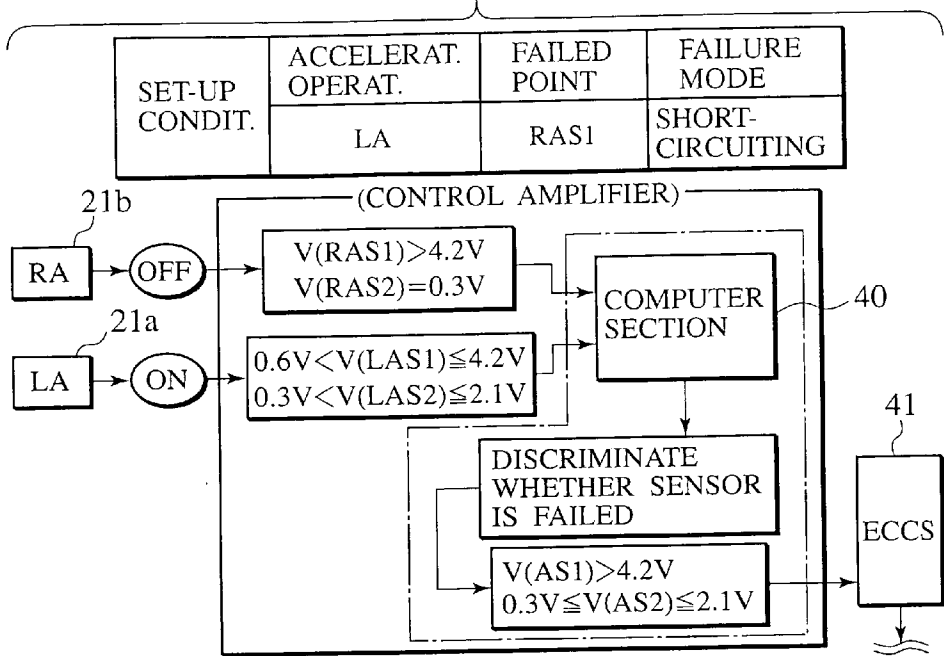 SET-UP
CONDIT.
ACCELERAT.
OPERAT.
FAILED
POINT
FAILURE
MODE
LA
RAS1
SHORT-
CIRCUITING
(CONTROL AMPLIFIER)
21b
RA
OFF
V(RAS1)>4.2V
V(RAS2)=0.3V
COMPUTER
SECTION
40
21a
LA
ON
0.6V<V(LAS1)≦4.2V
0.3V<V(LAS2)≦2.1V
DISCRIMINATE
WHETHER SENSOR
IS FAILED
41
ECCS
V(AS1)>4.2V
0.3V≦V(AS2)≦2.1V